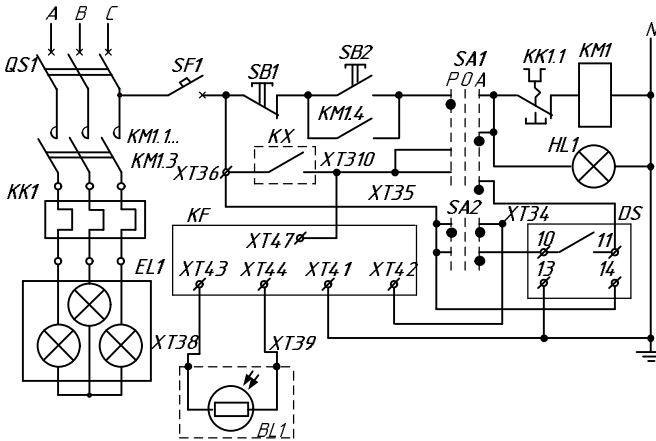 A B C
N
QS1
SF1
SB1
SB2
SA1
P O A
KK1.1
KM1
KM1.4
KM1.1...
KM1.3
KX
XT310
HL1
XT36
XT35
KK1
KF
SA2
XT34
DS
XT47
10
11
EL1
XT43
XT44
XT41
XT42
13
14
XT38
XT39
BL1